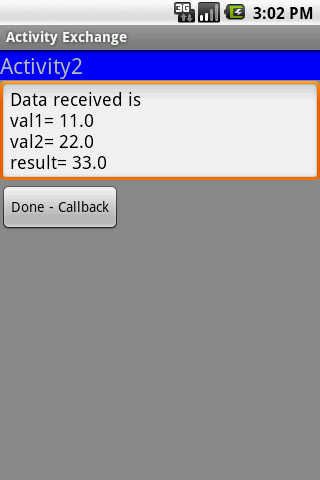 3G 3:02 PM
Activity Exchange
Activity2
Data received is
val1= 11.0
val2= 22.0
result= 33.0
Done - Callback